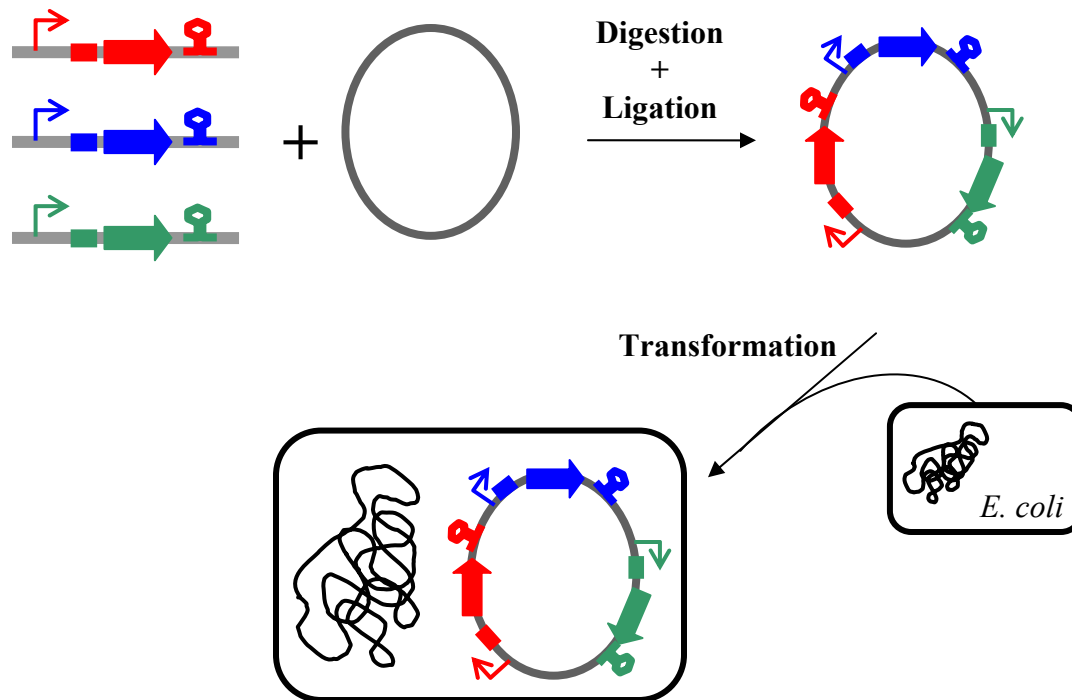 Digestion
+
Ligation
+
Transformation
E. coli